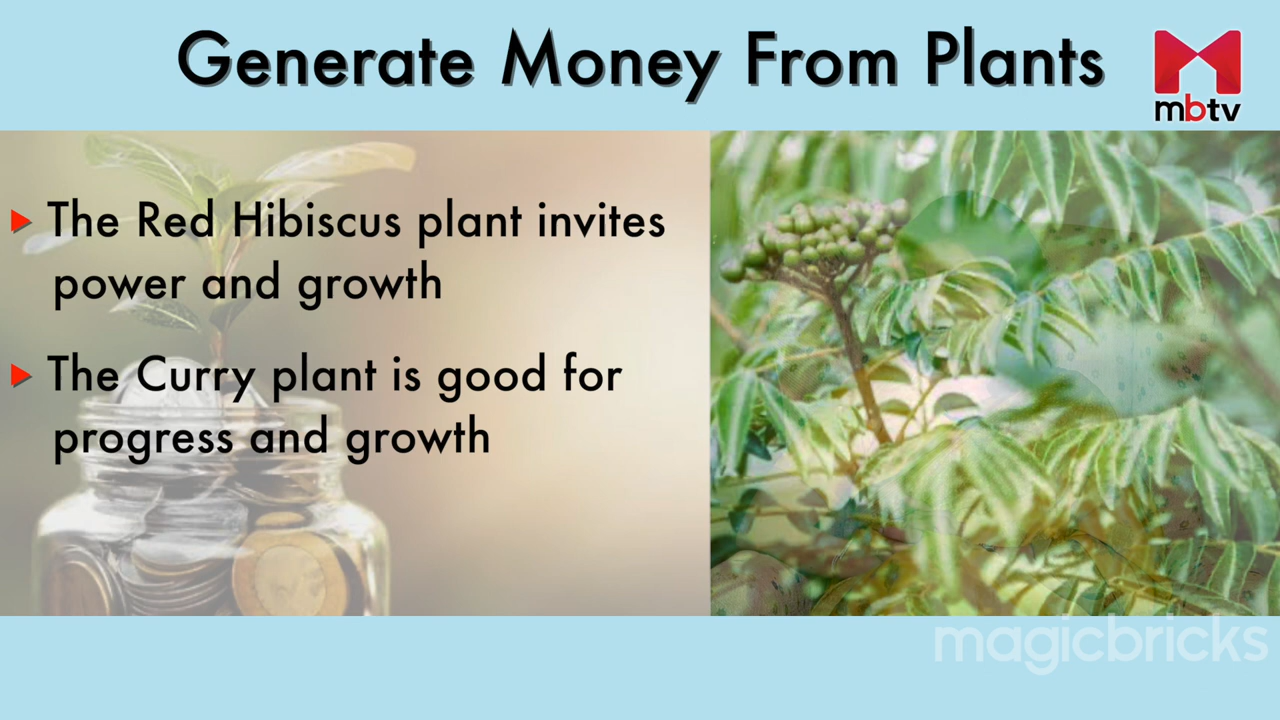 Generate Money From Plants
mbtv
The Red Hibiscus plant invites
power and growth
The Curry plant is good for
progress and growth
magicbricks